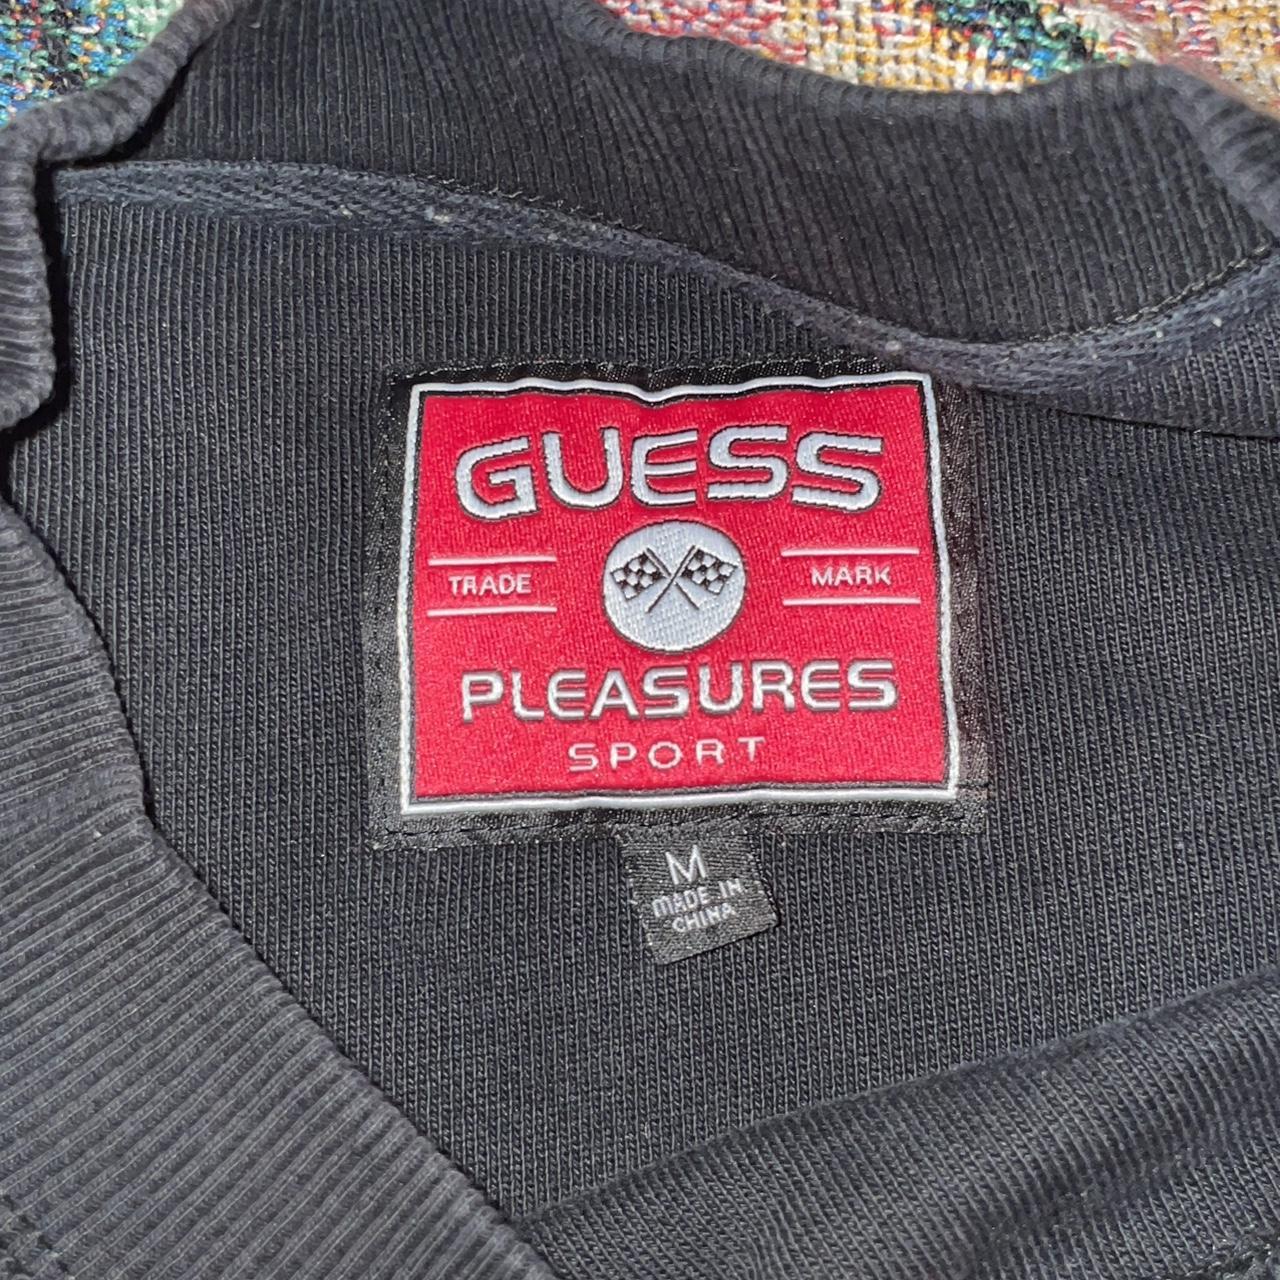 GUESS
TRADE MARK
PLEASURES
SPORT
M
MADE IN
CHINA